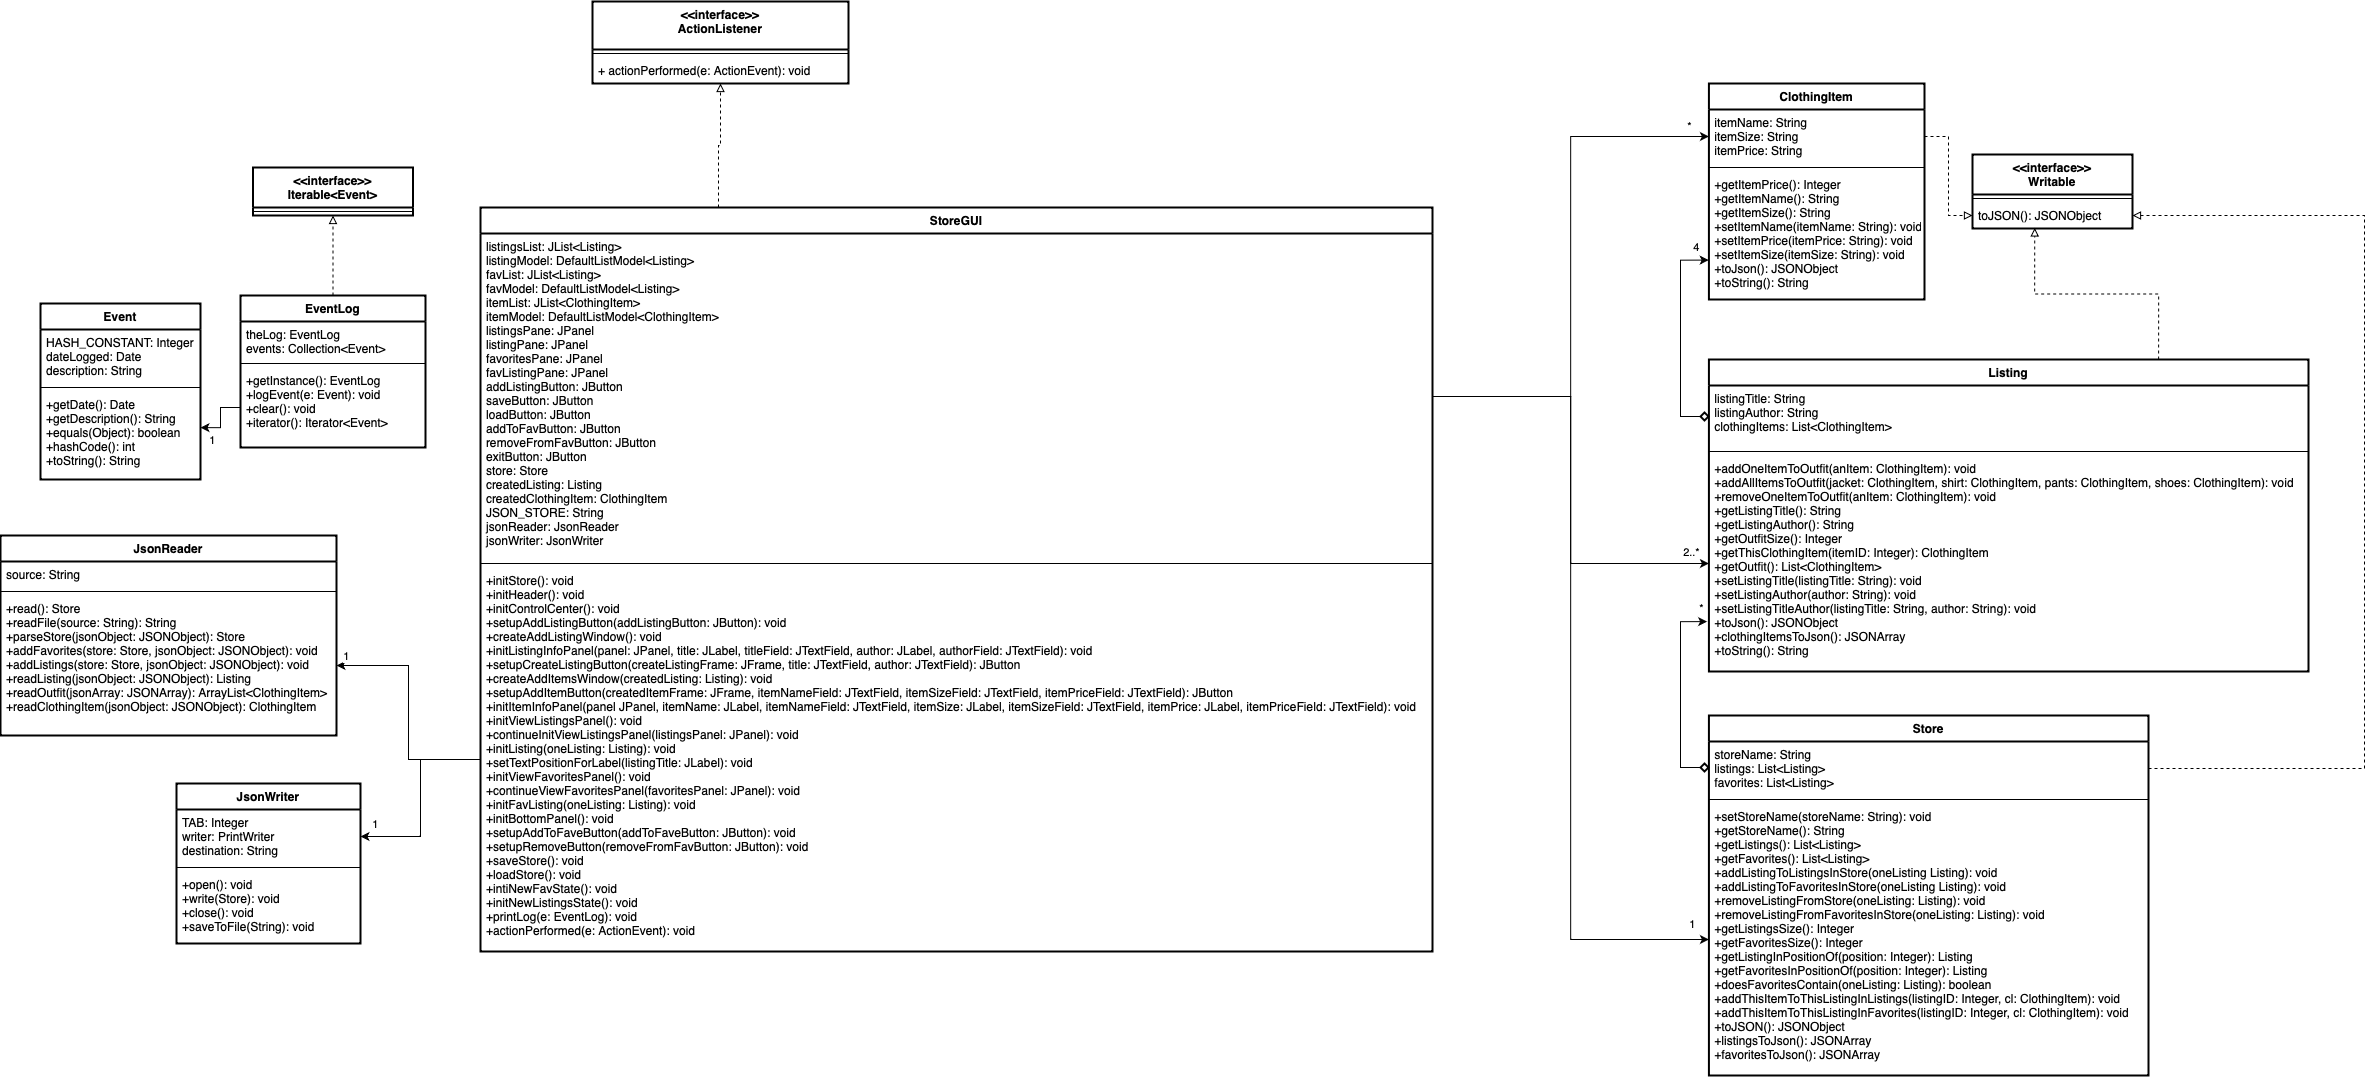 <<interface>>
ActionListener
+ actionPerformed(e: ActionEvent): void
<<interface>>
Iterable<Event>
Event
HASH_CONSTANT: Integer
dateLogged: Date
description: String
+getDate(): Date
+getDescription(): String
+equals(Object): boolean
+hashCode(): int
+toString(): String
1
EventLog
theLog: EventLog
events: Collection<Event>
+getInstance(): EventLog
+logEvent(e: Event): void
+clear(): void
+iterator(): Iterator<Event>
JsonReader
source: String
+read(): Store
+readFile(source: String): String
+parseStore(jsonObject: JSONObject): Store
+addFavorites(store: Store, jsonObject: JSONObject): void
+addListings(store: Store, jsonObject: JSONObject): void
+readListing(jsonObject: JSONObject): Listing
+readOutfit(jsonArray: JSONArray): ArrayList<ClothingItem>
+readClothingItem(jsonObject: JSONObject): ClothingItem
1
JsonWriter
TAB: Integer
writer: PrintWriter
destination: String
+open(): void
+write(Store): void
+close(): void
+saveToFile(String): void
1
StoreGUI
listingsList: JList<Listing>
listingModel: DefaultListModel<Listing>
favList: JList<Listing>
favModel: DefaultListModel<Listing>
itemList: JList<ClothingItem>
itemModel: DefaultListModel<ClothingItem>
listingsPane: JPanel
listingPane: JPanel
favoritesPane: JPanel
favListingPane: JPanel
addListingButton: JButton
saveButton: JButton
loadButton: JButton
addToFavButton: JButton
removeFromFavButton: JButton
exitButton: JButton
store: Store
createdListing: Listing
createdClothingItem: ClothingItem
JSON_STORE: String
jsonReader: JsonReader
jsonWriter: JsonWriter
+initStore(): void
+initHeader(): void
+initControlCenter(): void
+setupAddListingButton(addListingButton: JButton): void
+createAddListingWindow(): void
+initListingInfoPanel(panel: JPanel, title: JLabel, titleField: JTextField, author: JLabel, authorField: JTextField): void
+setupCreateListingButton(createListingFrame: JFrame, title: JTextField, author: JTextField): JButton
+createAddItemsWindow(createdListing: Listing): void
+setupAddItemButton(createdItemFrame: JFrame, itemNameField: JTextField, itemSizeField: JTextField, itemPriceField: JTextField): JButton
+initItemInfoPanel(panel JPanel, itemName: JLabel, itemNameField: JTextField, itemSize: JLabel, itemSizeField: JTextField, itemPrice: JLabel, itemPriceField: JTextField): void
+initViewListingsPanel(): void
+continueInitViewListingsPanel(listingsPanel: JPanel): void
+initListing(oneListing: Listing): void
+setTextPositionForLabel(listingTitle: JLabel): void
+initViewFavoritesPanel(): void
+continueViewFavoritesPanel(favoritesPanel: JPanel): void
+initFavListing(oneListing: Listing): void
+initBottomPanel(): void
+setupAddToFaveButton(addToFaveButton: JButton): void
+setupRemoveButton(removeFromFavButton: JButton): void
+saveStore(): void
+loadStore(): void
+intiNewFavState(): void
+initNewListingsState(): void
+printLog(e: EventLog): void
+actionPerformed(e: ActionEvent): void
*
4
ClothingItem
itemName: String
itemSize: String
itemPrice: String
+getItemPrice(): Integer
+getItemName(): String
+getItemSize(): String
+setItemName(itemName: String): void
+setItemPrice(itemPrice: String): void
+setItemSize(itemSize: String): void
+toJson(): JSONObject
+toString(): String
<<interface>>
Writable
toJSON(): JSONObject
2..*
*
Listing
listingTitle: String
listingAuthor: String
clothingItems: List<ClothingItem>
+addOneItemToOutfit(anItem: ClothingItem): void
+addAllItemsToOutfit(jacket: ClothingItem, shirt: ClothingItem, pants: ClothingItem, shoes: ClothingItem): void
+removeOneItemToOutfit(anItem: ClothingItem): void
+getListingTitle(): String
+getListingAuthor(): String
+getOutfitSize(): Integer
+getThisClothingItem(itemID: Integer): ClothingItem
+getOutfit(): List<ClothingItem>
+setListingTitle(listingTitle: String): void
+setListingAuthor(author: String): void
+setListingTitleAuthor(listingTitle: String, author: String): void
+toJson(): JSONObject
+clothingItemsToJson(): JSONArray
+toString(): String
1
Store
storeName: String
listings: List<Listing>
favorites: List<Listing>
+setStoreName(storeName: String): void
+getStoreName(): String
+getListings(): List<Listing>
+getFavorites(): List<Listing>
+addListingToListingsInStore(oneListing Listing): void
+addListingToFavoritesInStore(oneListing Listing): void
+removeListingFromStore(oneListing: Listing): void
+removeListingFromFavoritesInStore(oneListing: Listing): void
+getListingsSize(): Integer
+getFavoritesSize(): Integer
+getListingInPositionOf(position: Integer): Listing
+getFavoritesInPositionOf(position: Integer): Listing
+doesFavoritesContain(oneListing: Listing): boolean
+addThisItemToThisListingInListings(listingID: Integer, cl: ClothingItem): void
+addThisItemToThisListingInFavorites(listingID: Integer, cl: ClothingItem): void
+toJSON(): JSONObject
+listingsToJson(): JSONArray
+favoritesToJson(): JSONArray